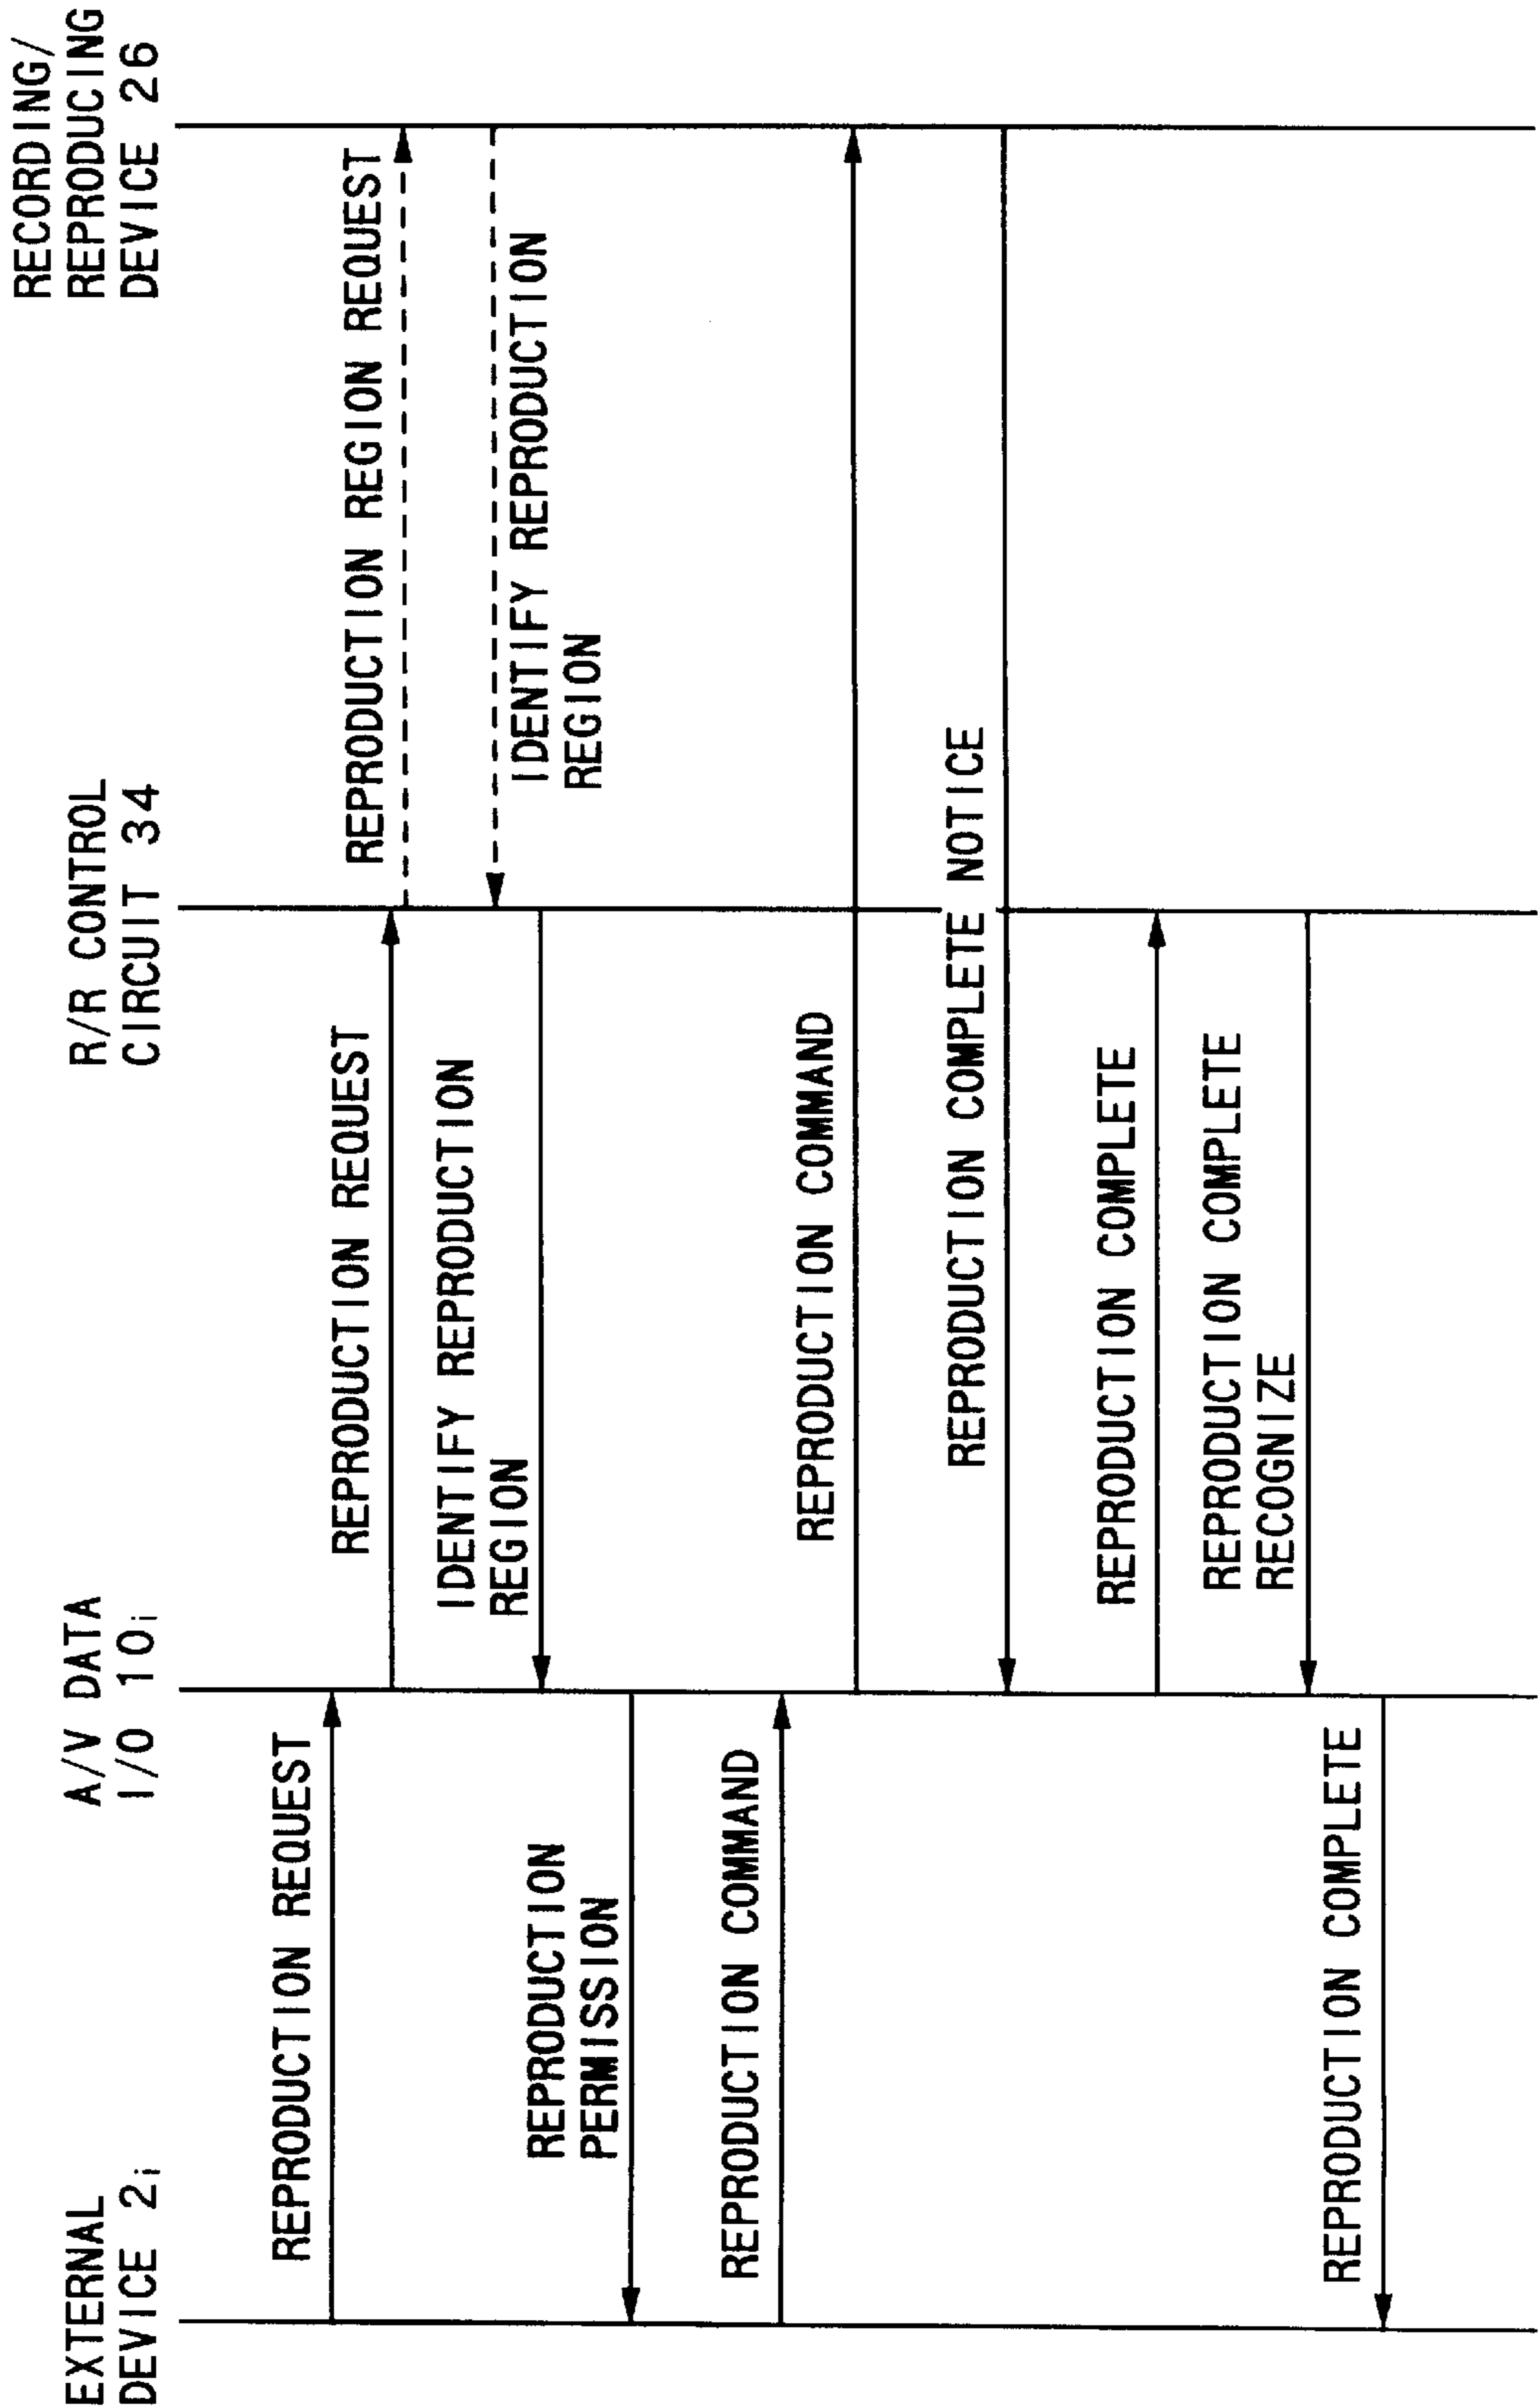 EXTERNAL
DEVICE 2i
A/V DATA
I/O 10i
R/R CONTROL
CIRCUIT 34
RECORDING/
REPRODUCING
DEVICE 26
REPRODUCTION REQUEST
REPRODUCTION REQUEST
REPRODUCTION REGION REQUEST
IDENTIFY REPRODUCTION
REGION
IDENTIFY REPRODUCTION
REGION
REPRODUCTION
PERMISSION
REPRODUCTION COMMAND
REPRODUCTION COMMAND
REPRODUCTION COMPLETE NOTICE
REPRODUCTION COMPLETE
REPRODUCTION COMPLETE
RECOGNIZE
REPRODUCTION COMPLETE